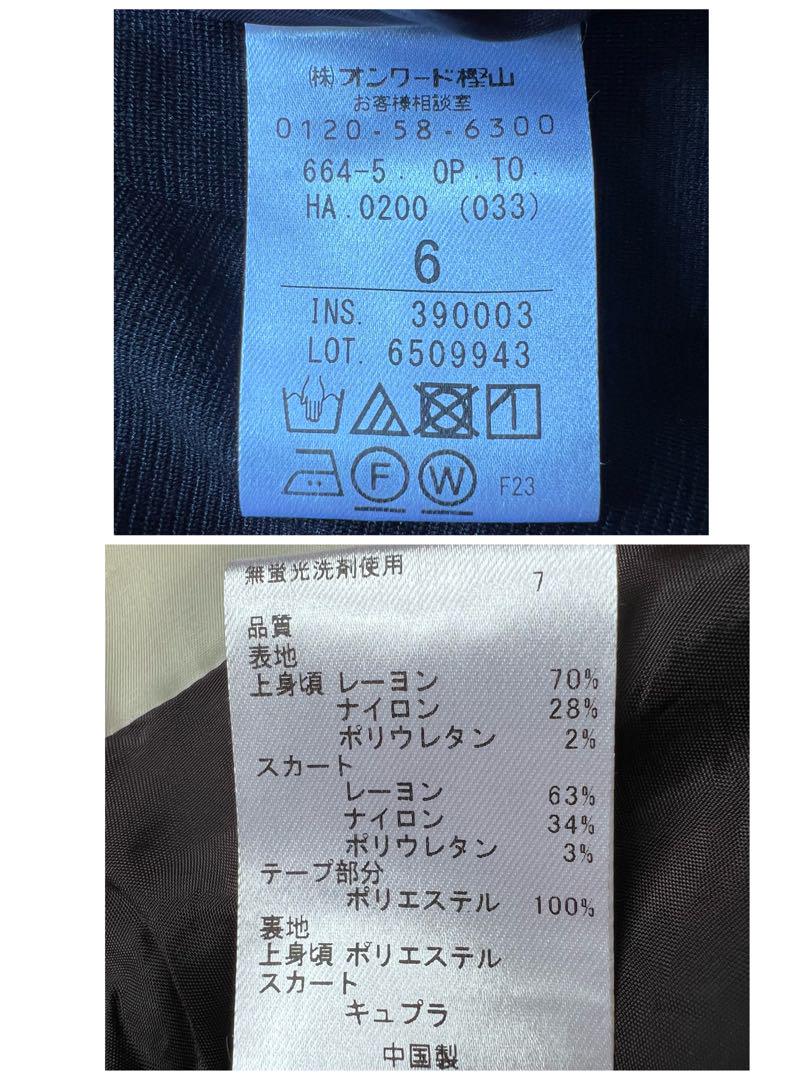 (株)オンワード樫山
お客様相談室
0120-58-6300
664-5. OP.TO.
HA.0200 (033)
6
INS. 390003
LOT. 6509943
F W F23
無蛍光洗剤使用 7
品質
表地
上身頃 レーヨン 70%
ナイロン 28%
ポリウレタン 2%
スカート
レーヨン 63%
ナイロン 34%
ポリウレタン 3%
テープ部分
ポリエステル 100%
裏地
上身頃 ポリエステル
スカート
キュプラ
中国製